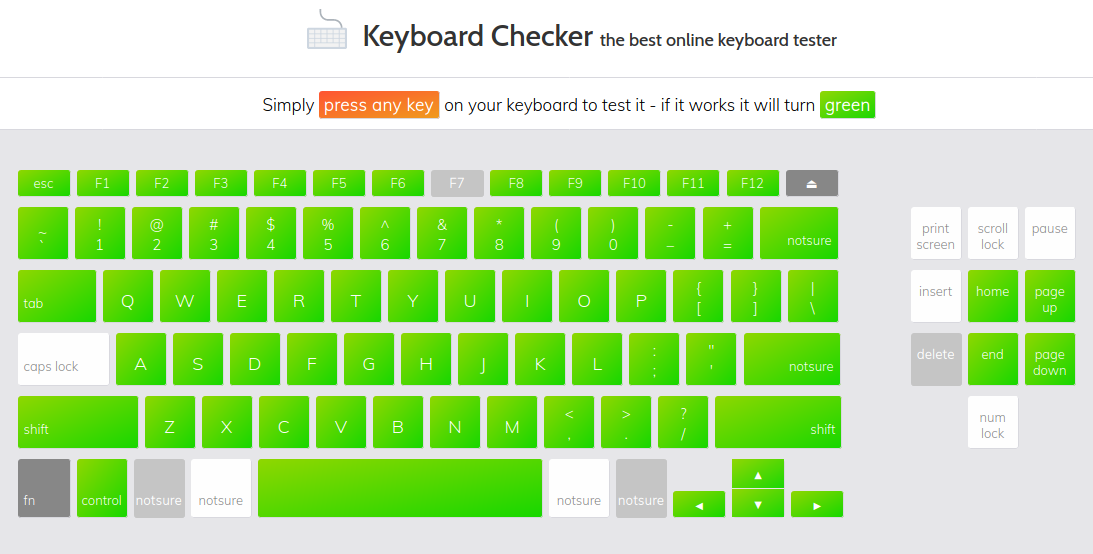 Keyboard Checker the best online keyboard tester
Simply press any key on your keyboard to test it - if it works it will turn green
esc F1 F2 F3 F4 F5 F6 F7 F8 F9 F10 F11 F12 ⏏
~ ! @ # $ % ^ & * ( ) - +
` 1 2 3 4 5 6 7 8 9 0 – = notsure
print scroll pause
screen lock
tab Q W E R T Y U I O P { } |
[ ] \
insert home page
up
caps lock A S D F G H J K L : "
; ' notsure
delete end page
down
shift Z X C V B N M < > ?
, . / shift
num
lock
fn control notsure notsure notsure notsure ◄ ▲ ▼ ►